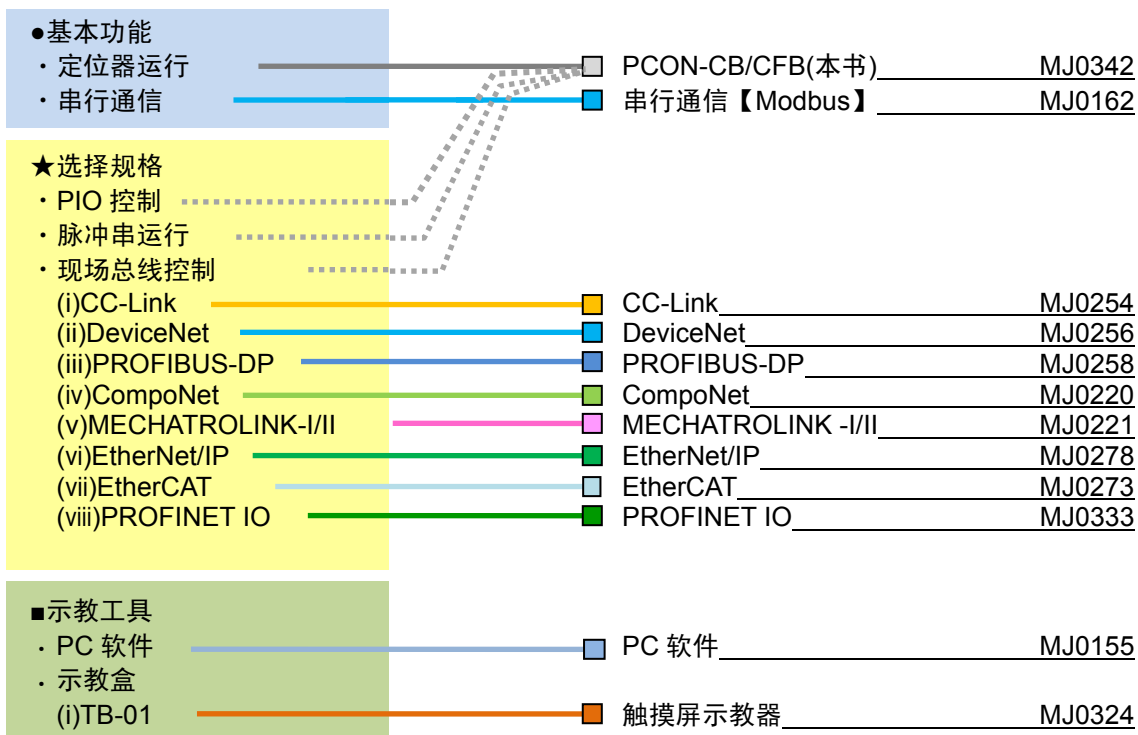 ●基本功能
・定位器运行 PCON-CB/CFB(本书) MJ0342
・串行通信 串行通信【Modbus】 MJ0162
★选择规格
・PIO 控制
・脉冲串运行
・现场总线控制
(i)CC-Link CC-Link MJ0254
(ii)DeviceNet DeviceNet MJ0256
(iii)PROFIBUS-DP PROFIBUS-DP MJ0258
(iv)CompoNet CompoNet MJ0220
(v)MECHATROLINK-I/II MECHATROLINK -I/II MJ0221
(vi)EtherNet/IP EtherNet/IP MJ0278
(vii)EtherCAT EtherCAT MJ0273
(viii)PROFINET IO PROFINET IO MJ0333
■示教工具
・PC 软件 PC 软件 MJ0155
・示教盒
(i)TB-01 触摸屏示教器 MJ0324